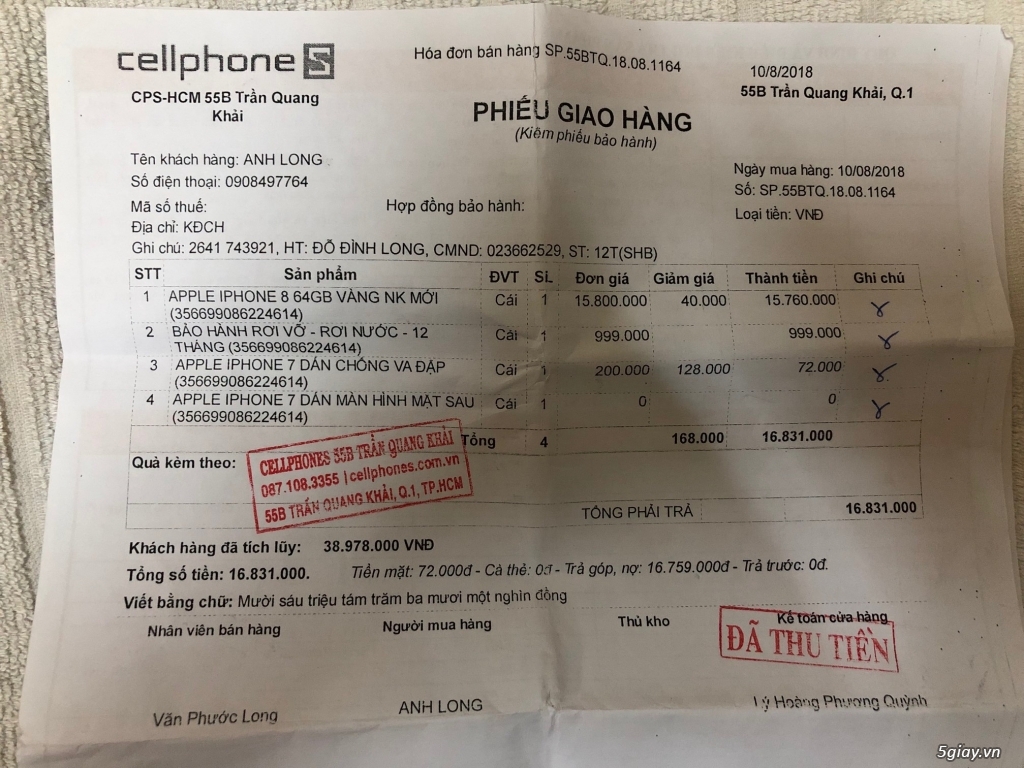 cellphoneS
Hóa đơn bán hàng SP.55BTQ.18.08.1164
10/8/2018
CPS-HCM 55B Trần Quang
Khải
55B Trần Quang Khải, Q.1
PHIẾU GIAO HÀNG
(Kiêm phiếu bảo hành)
Tên khách hàng: ANH LONG
Ngày mua hàng: 10/08/2018
Số điện thoại: 0908497764
Số: SP.55BTQ.18.08.1164
Mã số thuế:
Hợp đồng bảo hành:
Loại tiền: VNĐ
Địa chỉ: KĐCH
Ghi chú: 2641 743921, HT: ĐỖ ĐÌNH LONG, CMND: 023662529, ST: 12T(SHB)
STT Sản phẩm ĐVT SL Đơn giá Giảm giá Thành tiền Ghi chú
1 APPLE IPHONE 8 64GB VÀNG NK MỚI Cái 1 15.800.000 40.000 15.760.000
(356699086224614)
2 BẢO HÀNH RƠI VỠ - RƠI NƯỚC - 12 Cái 1 999.000 999.000
THÁNG (356699086224614)
3 APPLE IPHONE 7 DÁN CHỐNG VA ĐẬP Cái 1 200.000 128.000 72.000
(356699086224614)
4 APPLE IPHONE 7 DÁN MÀN HÌNH MẶT SAU Cái 1 0 0
(356699086224614)
Tổng 4 168.000 16.831.000
Quà kèm theo:
CELLPHONES 55B TRẦN QUANG KHẢI
087.108.3355 | cellphones.com.vn
55B TRẦN QUANG KHẢI, Q.1, TP.HCM
TỔNG PHẢI TRẢ 16.831.000
Khách hàng đã tích lũy: 38.978.000 VNĐ
Tổng số tiền: 16.831.000. Tiền mặt: 72.000đ - Cà thẻ: 0đ - Trả góp, nợ: 16.759.000đ - Trả trước: 0đ.
Viết bằng chữ: Mười sáu triệu tám trăm ba mươi một nghìn đồng
Nhân viên bán hàng Người mua hàng Thủ kho Kế toán cửa hàng
ĐÃ THU TIỀN
Văn Phước Long ANH LONG Lý Hoàng Phương Quỳnh
5giay.vn